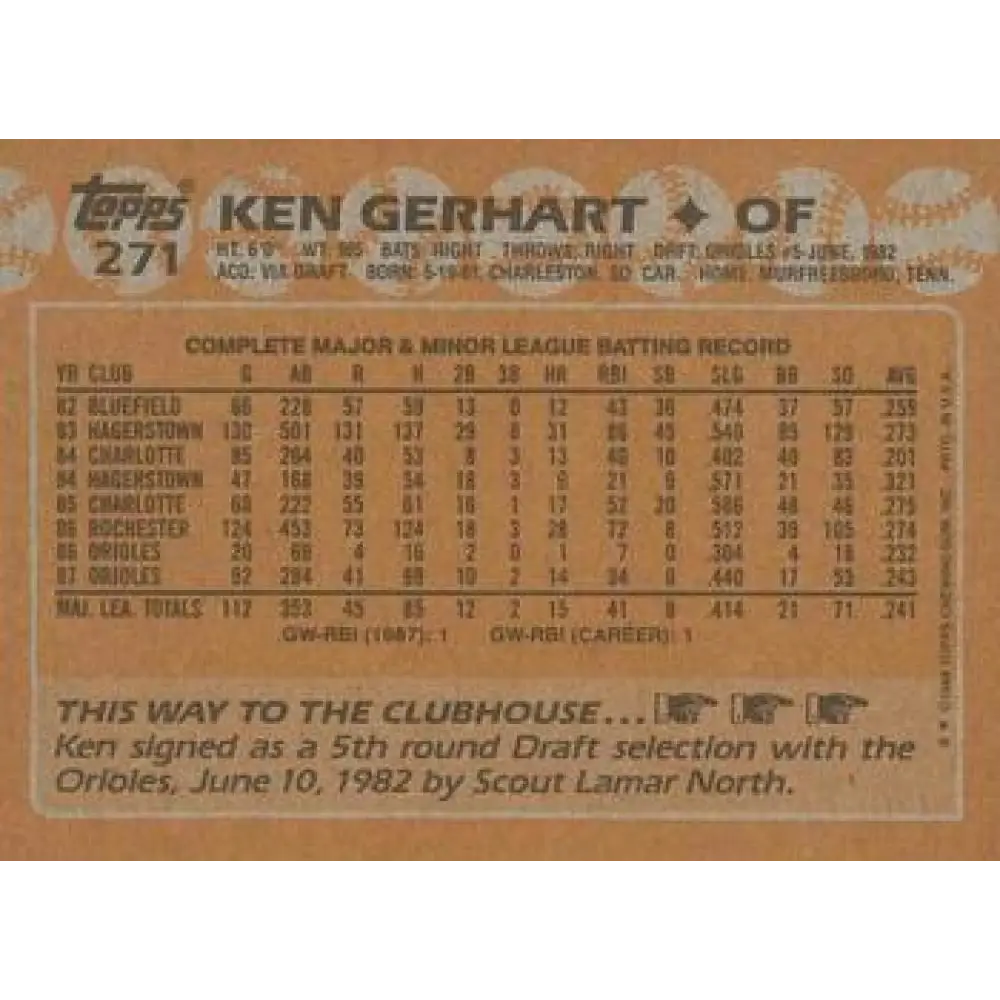 topps®
271
KEN GERHART ✦ OF
HT: 6'0" WT: 185 BATS: RIGHT THROWS: RIGHT DRAFT: ORIOLES #5-JUNE, 1982
ACQ: VIA DRAFT BORN: CHARLESTON, SO. CAR. HOME: MURFREESBORO, TENN.
COMPLETE MAJOR & MINOR LEAGUE BATTING RECORD
YR CLUB G AB R H 2B 3B HR RBI SB SLG BB SO AVG
82 BLUEFIELD 66 228 57 59 13 0 12 43 36 .474 37 57 .259
83 HAGERSTOWN 130 501 131 137 29 6 31 86 45 .540 85 129 .273
84 CHARLOTTE 85 264 40 53 8 3 13 40 10 .402 40 83 .201
84 HAGERSTOWN 47 168 39 54 18 3 9 21 9 .571 21 35 .321
85 CHARLOTTE 68 222 55 61 16 1 17 52 20 .586 48 46 .275
86 ROCHESTER 124 453 73 124 18 3 28 72 8 .512 39 105 .274
86 ORIOLES 20 69 4 16 2 0 1 7 0 .304 4 18 .232
87 ORIOLES 92 284 41 69 10 2 14 34 9 .440 17 53 .243
MAJ. LEA. TOTALS 112 353 45 85 12 2 15 41 9 .414 21 71 .241
GW-RBI (1987): 1 GW-RBI (CAREER): 1
THIS WAY TO THE CLUBHOUSE...
Ken signed as a 5th round Draft selection with the
Orioles, June 10, 1982 by Scout Lamar North.
TOPPS CHEWING GUM, INC. PRTD. IN U.S.A.